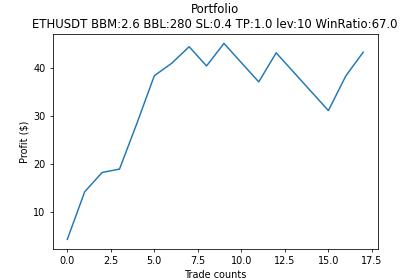 Portfolio
ETHUSDT BBM:2.6 BBL:280 SL:0.4 TP:1.0 lev:10 WinRatio:67.0
40
30
20
10
Profit ($)
0.0 2.5 5.0 7.5 10.0 12.5 15.0 17.5
Trade counts